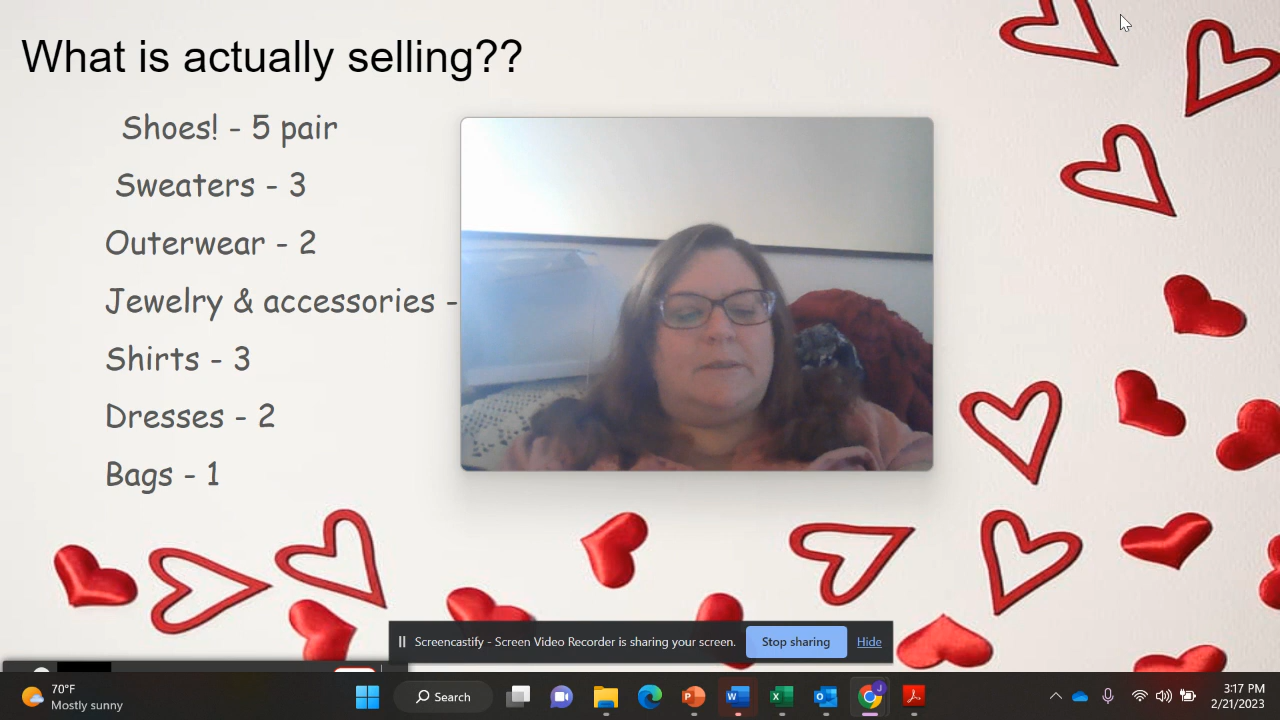 What is actually selling??
Shoes! - 5 pair
Sweaters - 3
Outerwear - 2
Jewelry & accessories -
Shirts - 3
Dresses - 2
Bags - 1
Screencastify - Screen Video Recorder is sharing your screen.
Stop sharing
Hide
70°F
Mostly sunny
Search
J
3:17 PM
2/21/2023